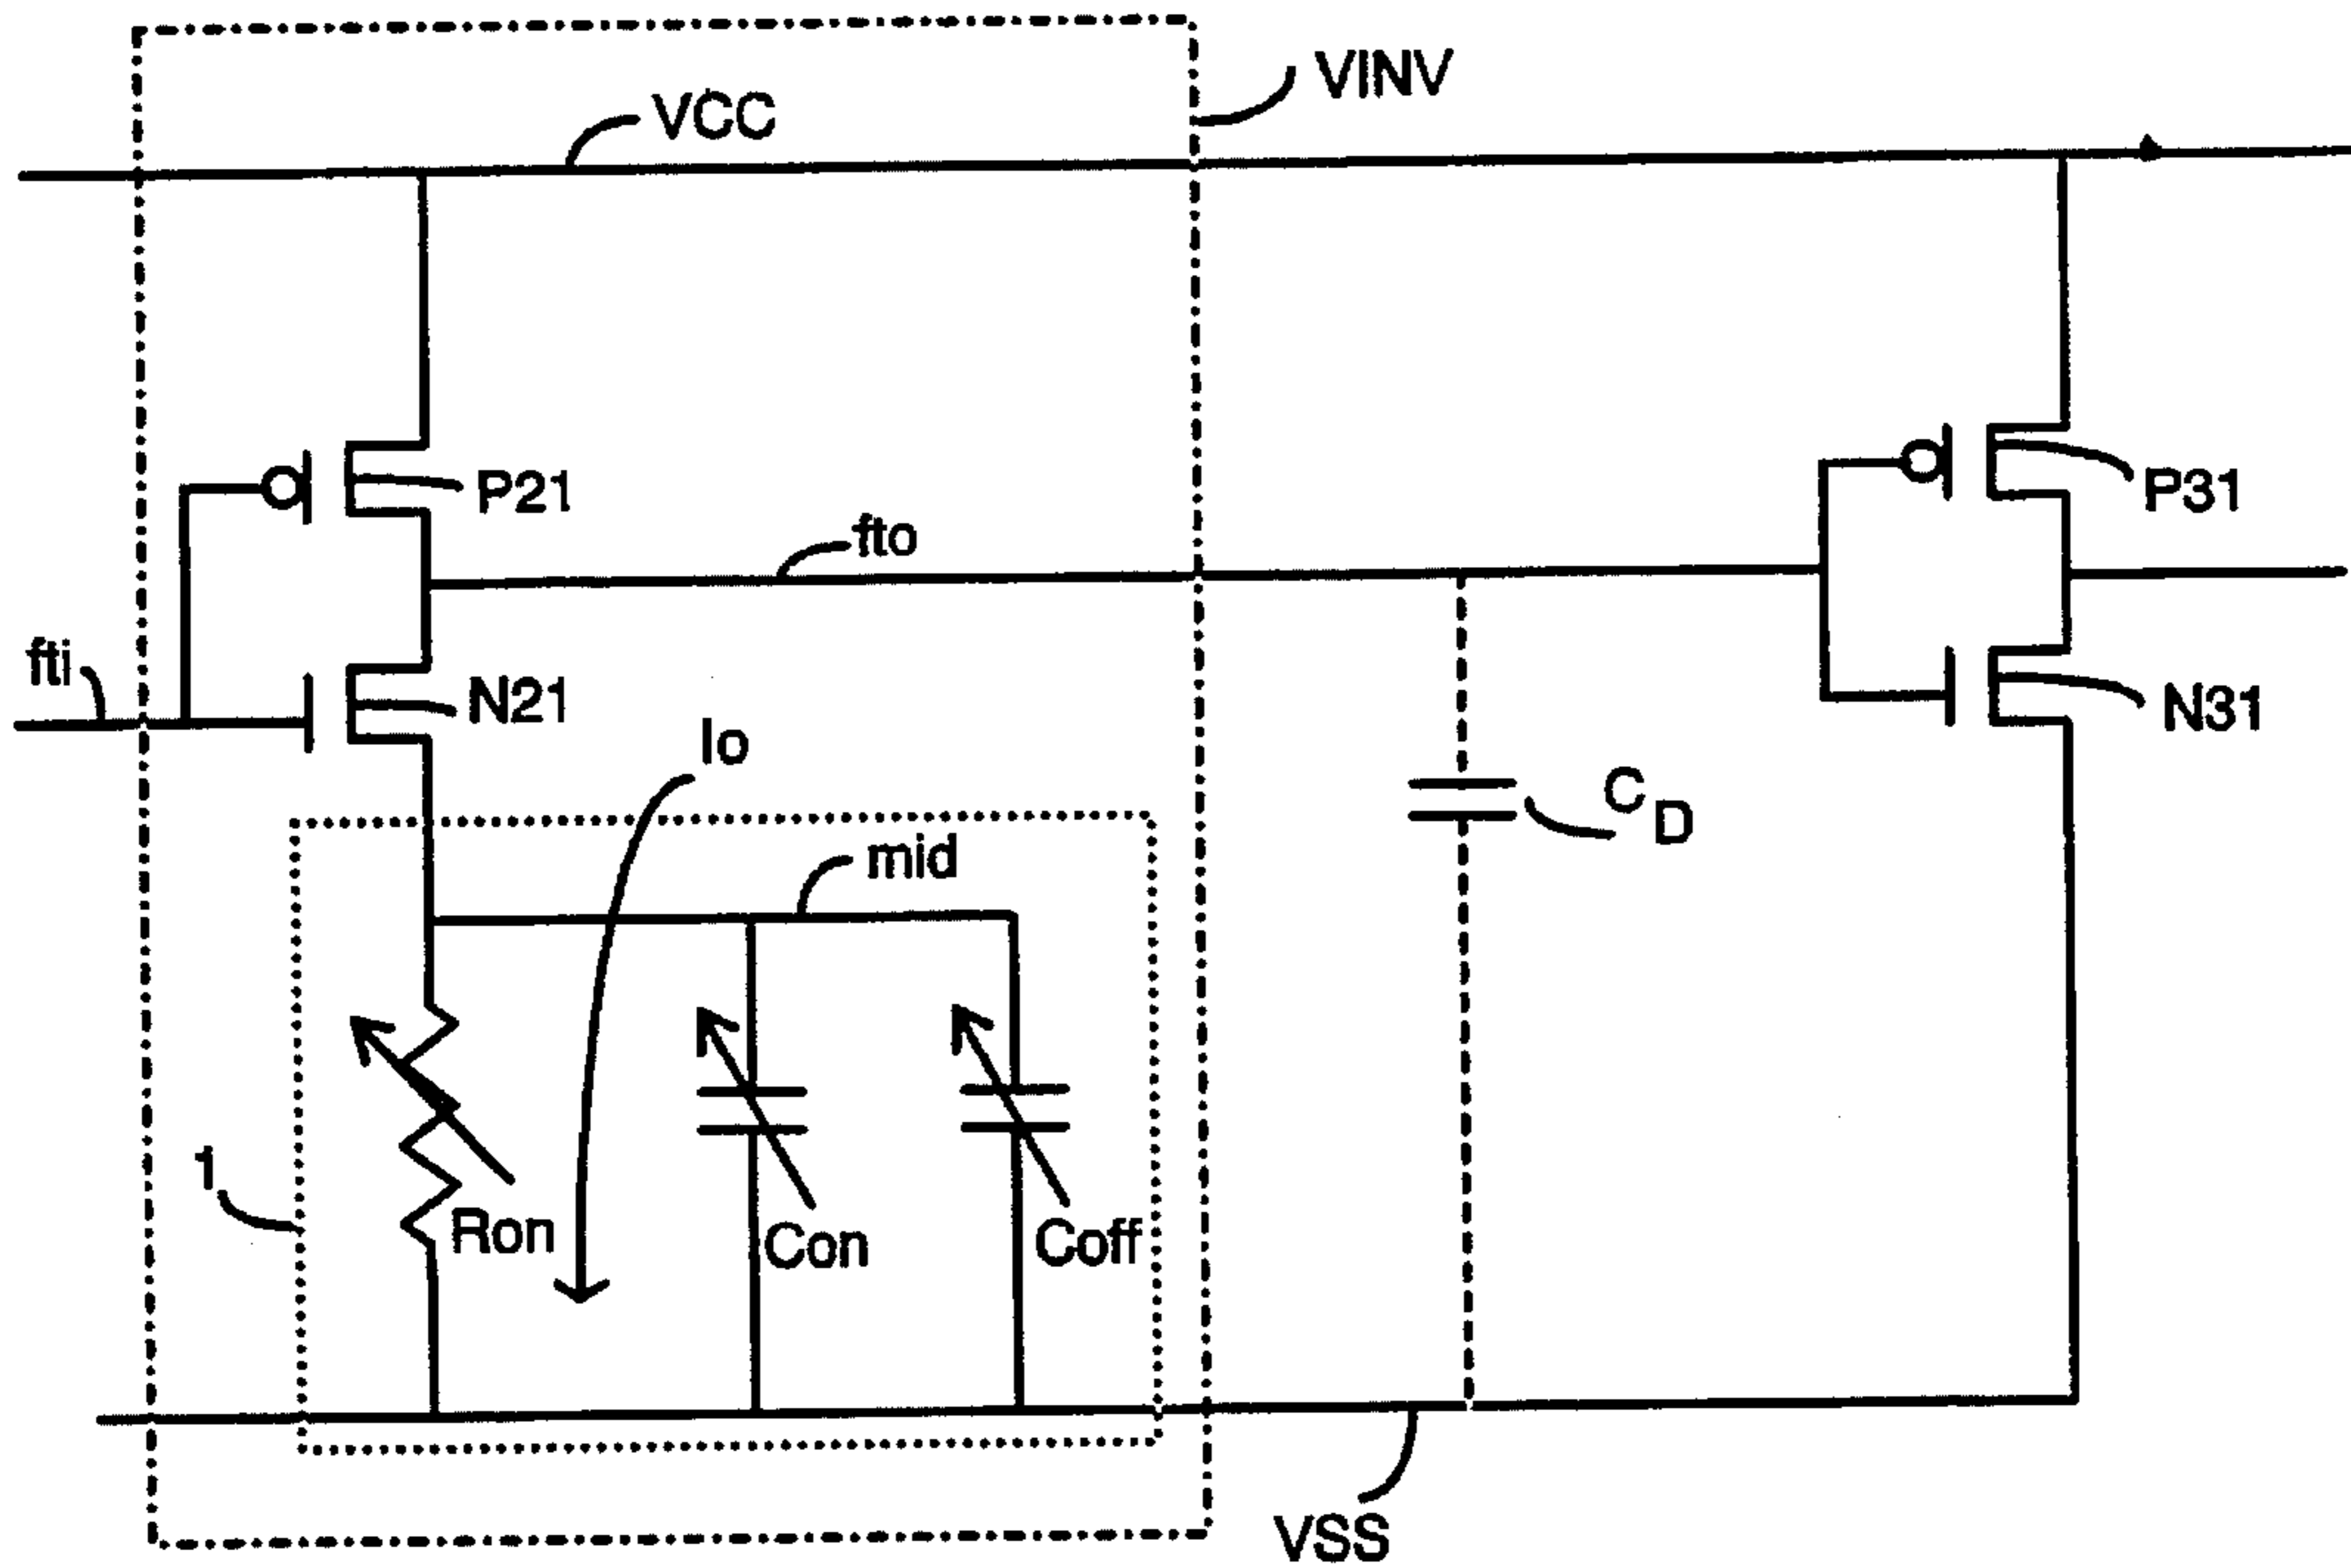 VINV
VCC
P21
P31
fto
fti
N21
N31
Io
C D
mid
1
Ron
Con
Coff
VSS